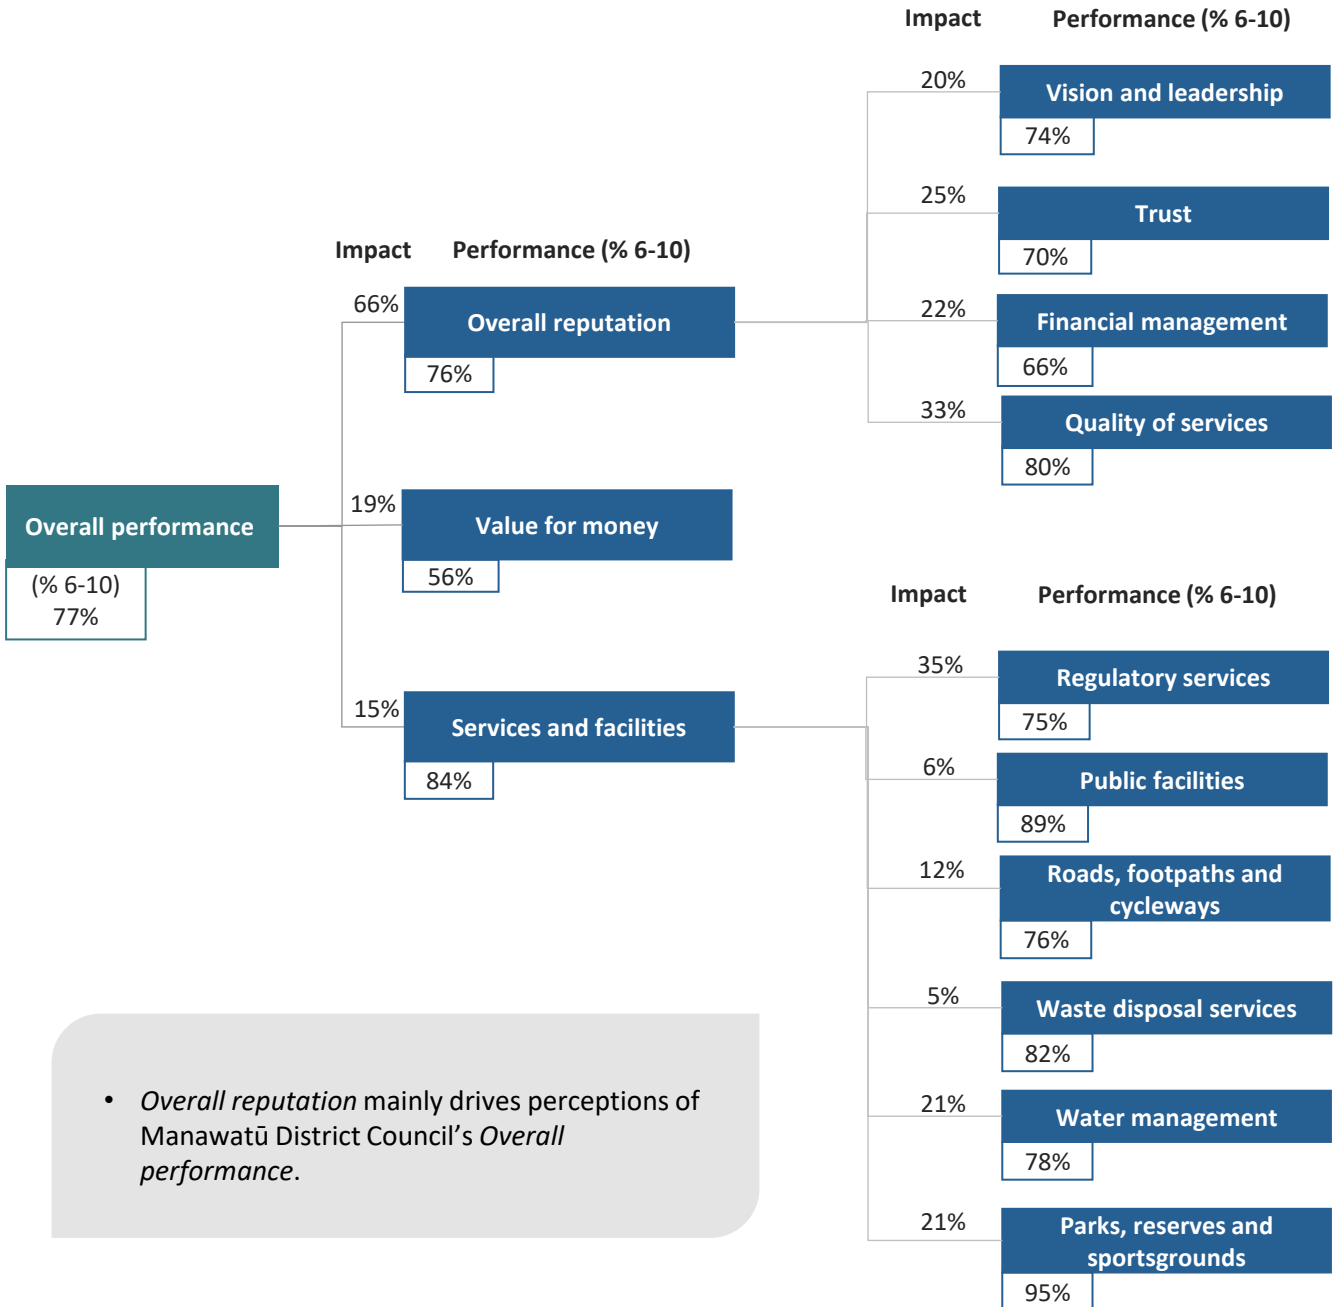 Impact Performance (% 6-10)
20%
Vision and leadership
74%
25%
Trust
70%
Impact Performance (% 6-10)
66%
Overall reputation
76%
22%
Financial management
66%
33%
Quality of services
80%
19%
Value for money
56%
Overall performance
(% 6-10)
77%
Impact Performance (% 6-10)
35%
Regulatory services
75%
15%
Services and facilities
84%
6%
Public facilities
89%
12%
Roads, footpaths and
cycleways
76%
5%
Waste disposal services
82%
21%
Water management
78%
21%
Parks, reserves and
sportsgrounds
95%
• Overall reputation mainly drives perceptions of
Manawatū District Council’s Overall
performance.